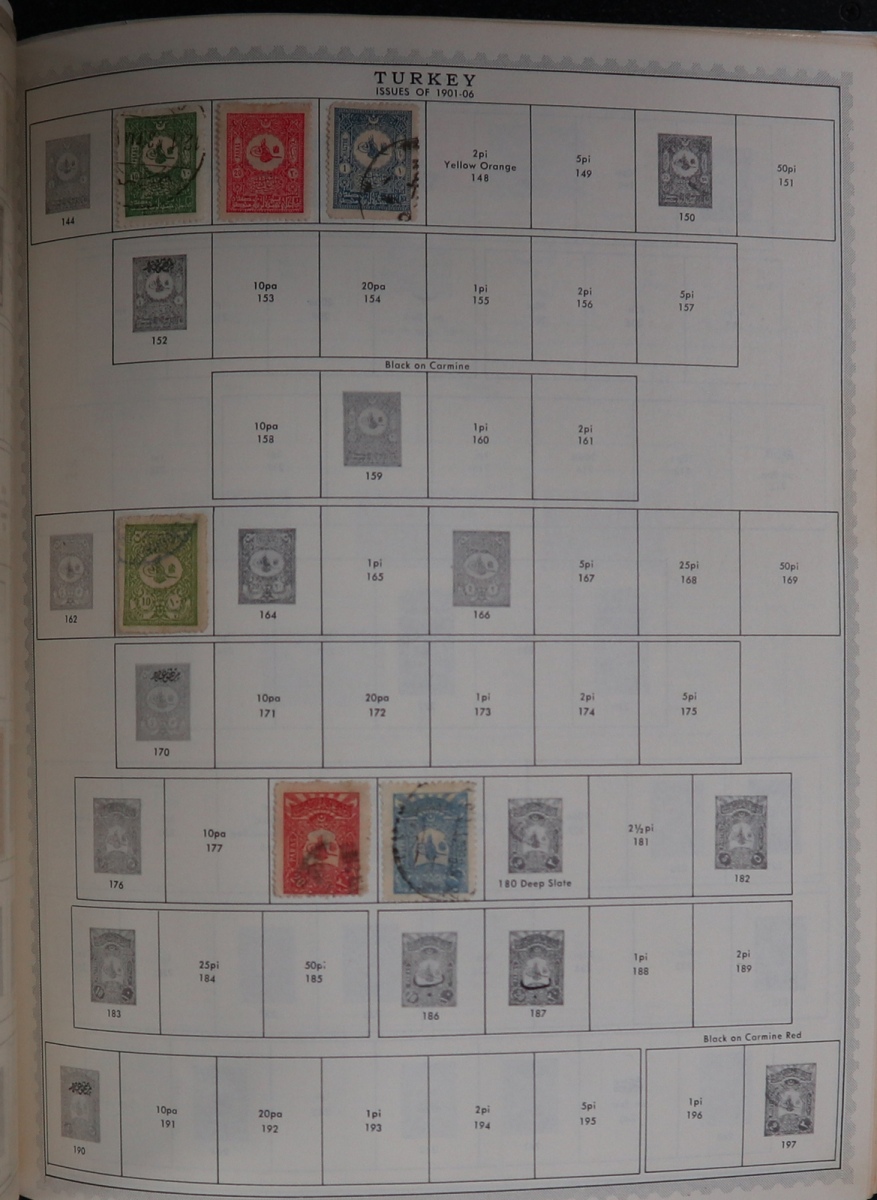 TURKEY
ISSUES OF 1901-06
144
2pi
Yellow Orange
148
5pi
149
150
50pi
151
152
10pa
153
20pa
154
1pi
155
2pi
156
5pi
157
Black on Carmine
10pa
158
159
1pi
160
2pi
161
162
10
164
1pi
165
166
5pi
167
25pi
168
50pi
169
170
10pa
171
20pa
172
1pi
173
2pi
174
5pi
175
176
10pa
177
180 Deep Slate
2½pi
181
182
183
25pi
184
50pi
185
186
187
1pi
188
2pi
189
Black on Carmine Red
190
10pa
191
20pa
192
1pi
193
2pi
194
5pi
195
1pi
196
197